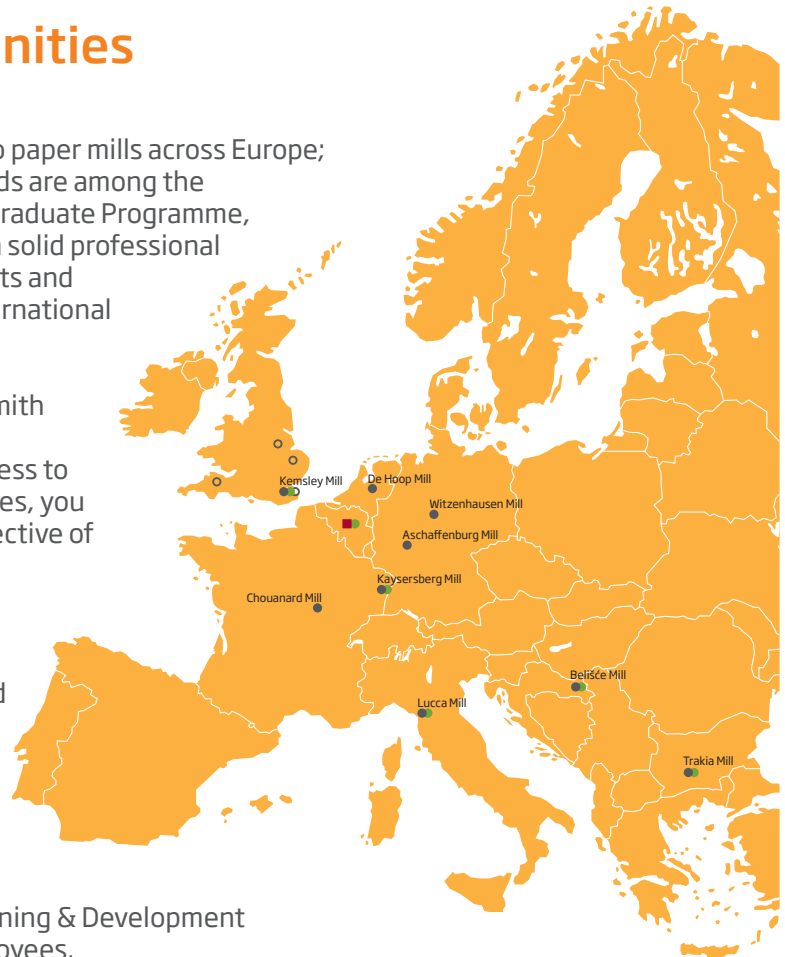 nities
paper mills across Europe;
ds are among the
raduate Programme,
solid professional
ts and
rnational
mith
ess to
es, you
ective of
d
ning & Development
oyees.
Kemsley Mill
De Hoop Mill
Witzenhausen Mill
Aschaffenburg Mill
Kaysersberg Mill
Chouanard Mill
Belišće Mill
Lucca Mill
Trakia Mill